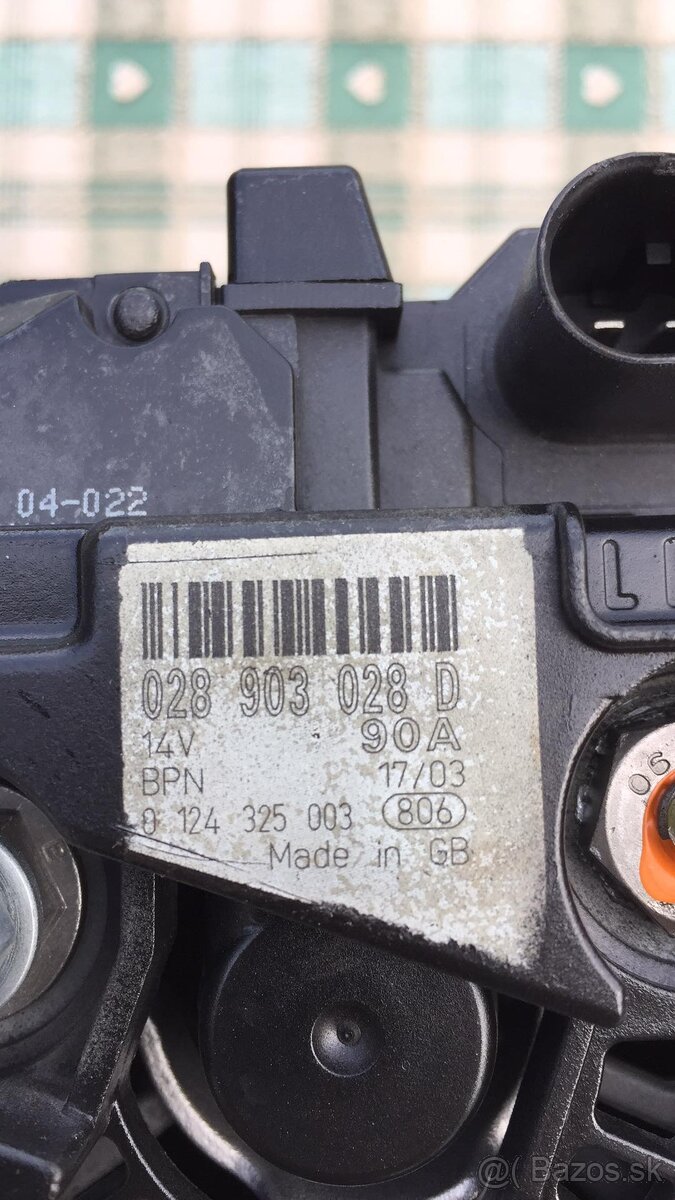 04-022
L
028 903 028 D
14V 90A
BPN 17/03
0 124 325 003 806
Made in GB
06
@( Bazos.sk